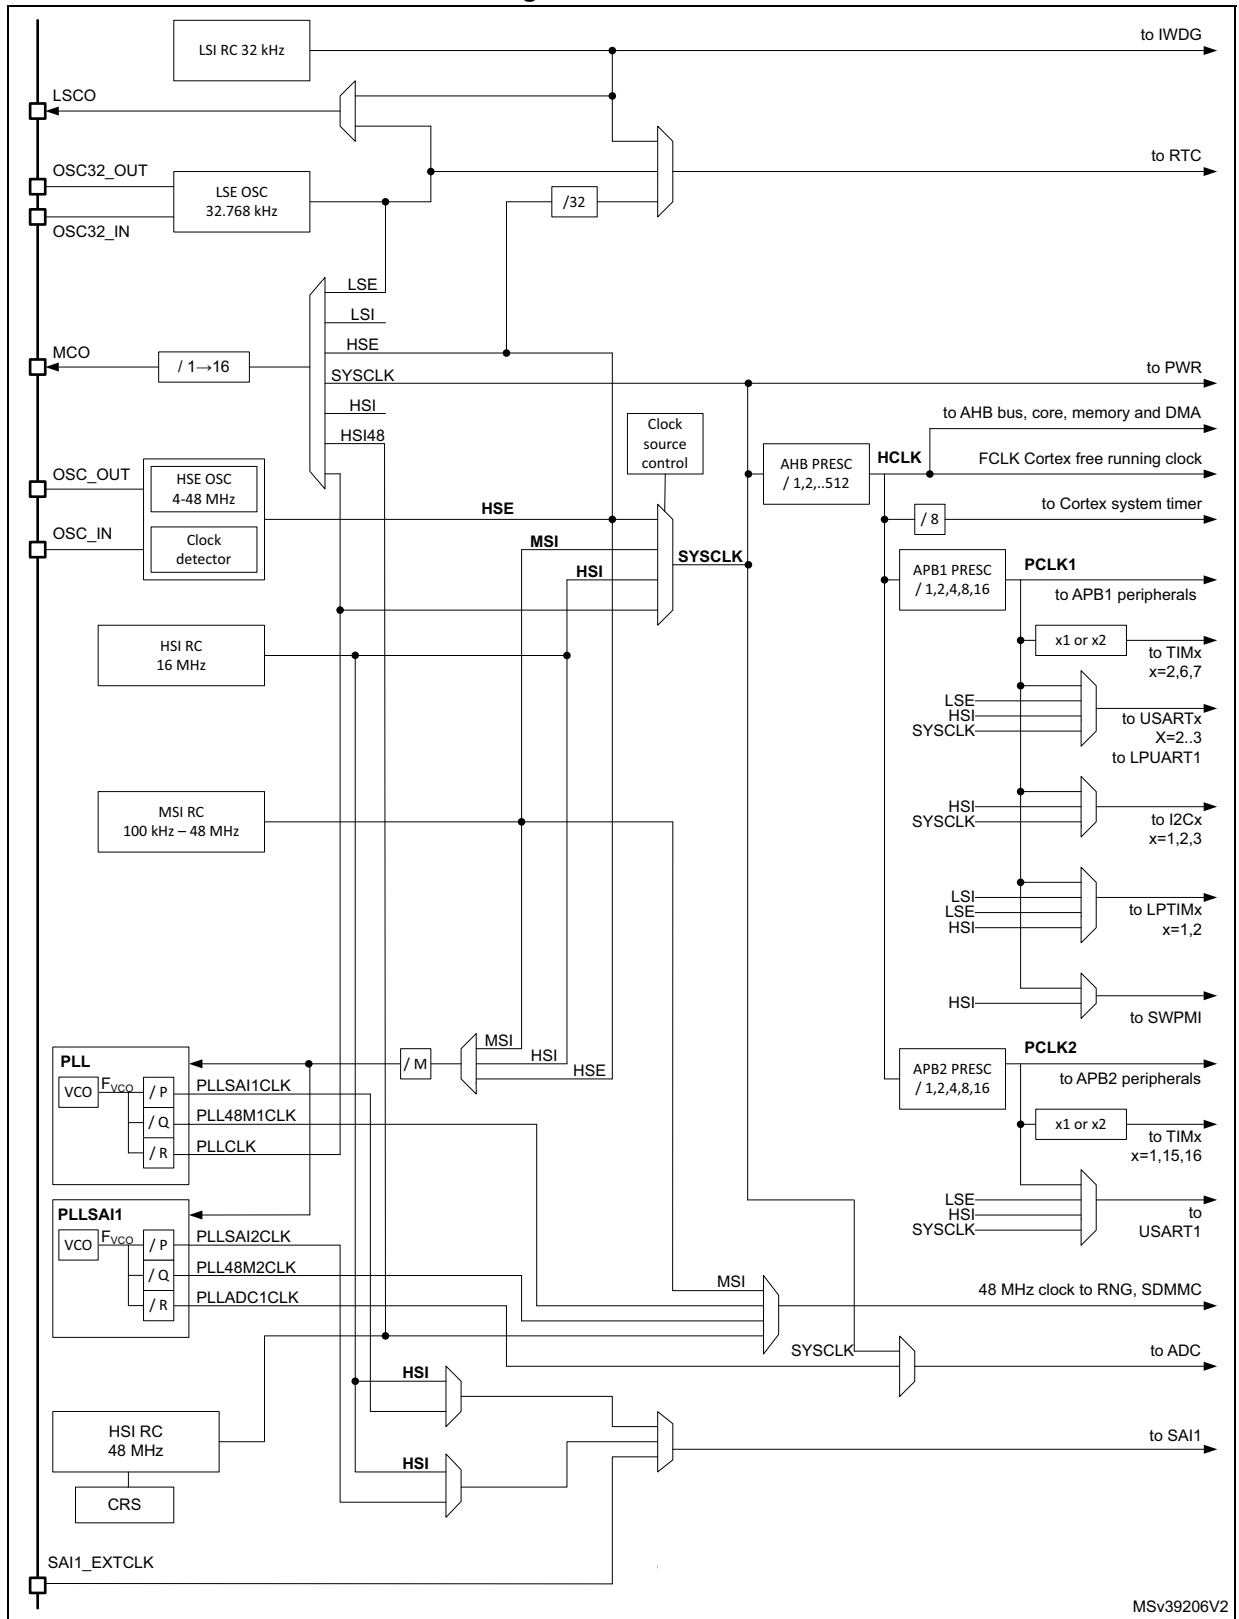 LSI RC 32 kHz
to IWDG
LSCO
to RTC
OSC32_OUT
LSE OSC
32.768 kHz
/32
OSC32_IN
LSE
LSI
MCO
/ 1→16
HSE
to PWR
SYSCLK
HSI
Clock
source
control
to AHB bus, core, memory and DMA
HSI48
OSC_OUT
HSE OSC
4-48 MHz
AHB PRESC
/ 1,2,..512
HCLK
FCLK Cortex free running clock
HSE
OSC_IN
Clock
detector
/ 8
to Cortex system timer
MSI
SYSCLK
HSI
APB1 PRESC
/ 1,2,4,8,16
PCLK1
to APB1 peripherals
HSI RC
16 MHz
x1 or x2
to TIMx
x=2,6,7
LSE
HSI
SYSCLK
to USARTx
X=2..3
to LPUART1
MSI RC
100 kHz – 48 MHz
HSI
SYSCLK
to I2Cx
x=1,2,3
LSI
LSE
HSI
to LPTIMx
x=1,2
HSI
to SWPMI
MSI
HSI
HSE
/ M
PLL
VCO
FVCO
/ P
PLLSAI1CLK
/ Q
PLL48M1CLK
/ R
PLLCLK
APB2 PRESC
/ 1,2,4,8,16
PCLK2
to APB2 peripherals
x1 or x2
to TIMx
x=1,15,16
LSE
HSI
SYSCLK
to
USART1
PLLSAI1
VCO
FVCO
/ P
PLLSAI2CLK
/ Q
PLL48M2CLK
/ R
PLLADC1CLK
MSI
48 MHz clock to RNG, SDMMC
SYSCLK
to ADC
HSI
HSI RC
48 MHz
to SAI1
HSI
CRS
SAI1_EXTCLK
MSv39206V2